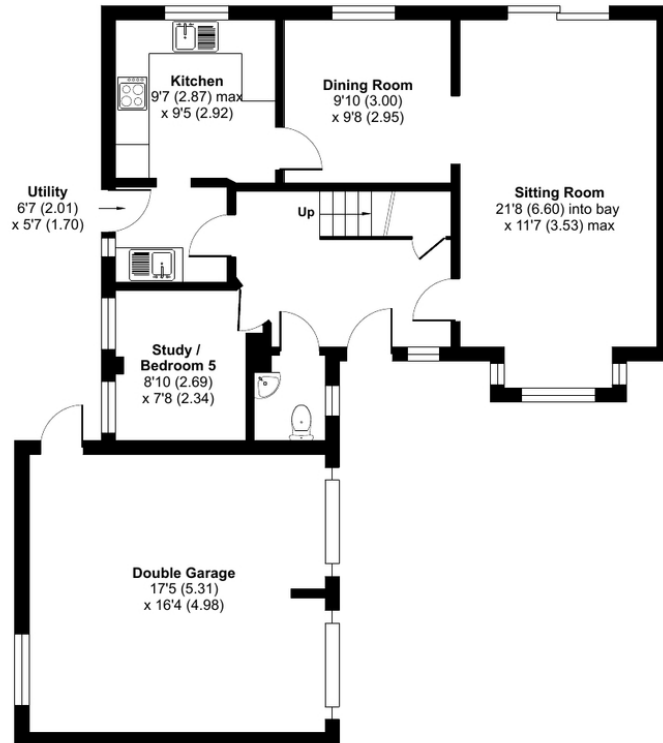 Kitchen
9'7 (2.87) max
x 9'5 (2.92)
Dining Room
9'10 (3.00)
x 9'8 (2.95)
Utility
6'7 (2.01)
x 5'7 (1.70)
Up
Sitting Room
21'8 (6.60) into bay
x 11'7 (3.53) max
Study /
Bedroom 5
8'10 (2.69)
x 7'8 (2.34)
Double Garage
17'5 (5.31)
x 16'4 (4.98)